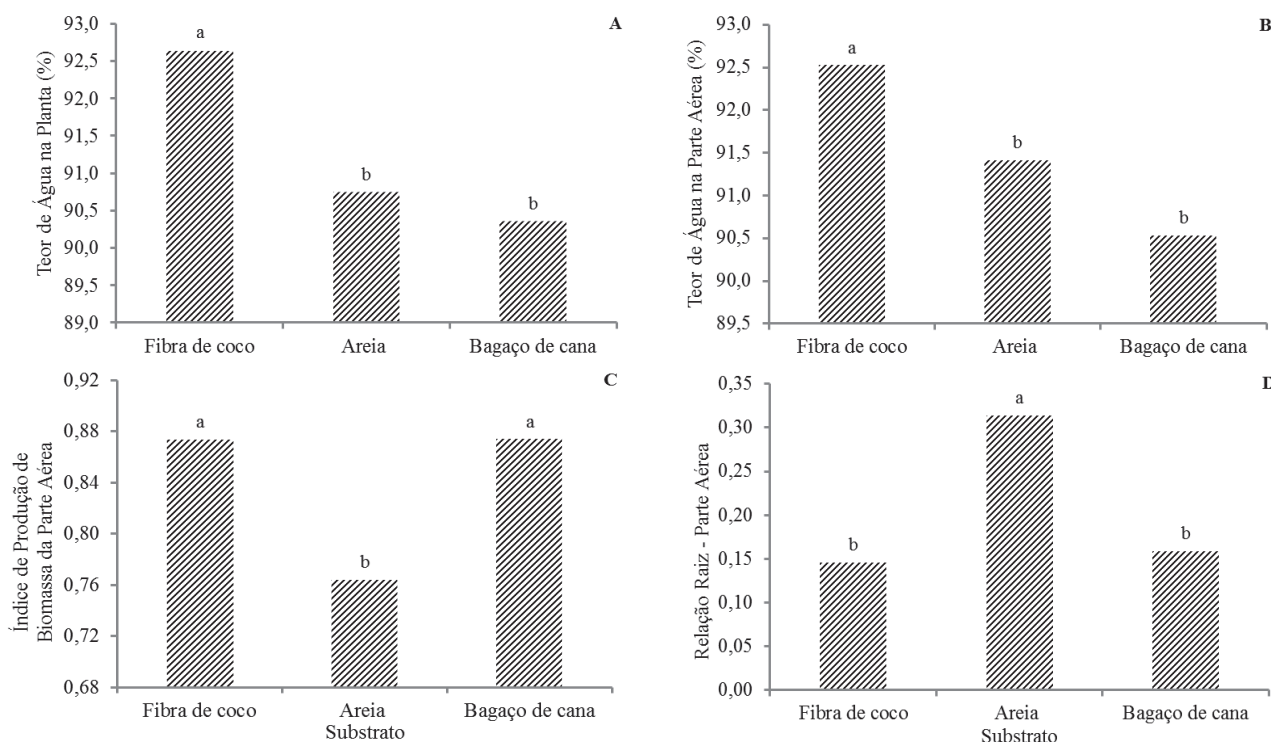 A
Teor de Água na Planta (%)
93,0
92,5
92,0
91,5
91,0
90,5
90,0
89,5
89,0
a
b
b
Fibra de coco
Areia
Bagaço de cana
B
Teor de Água na Parte Aérea (%)
93,0
92,5
92,0
91,5
91,0
90,5
90,0
89,5
a
b
b
Fibra de coco
Areia
Bagaço de cana
C
Índice de Produção de
Biomassa da Parte Aérea
0,92
0,88
0,84
0,80
0,76
0,72
0,68
a
b
a
Fibra de coco
Areia
Bagaço de cana
Substrato
D
Relação Raiz - Parte Aérea
0,35
0,30
0,25
0,20
0,15
0,10
0,05
0,00
b
a
b
Fibra de coco
Areia
Bagaço de cana
Substrato